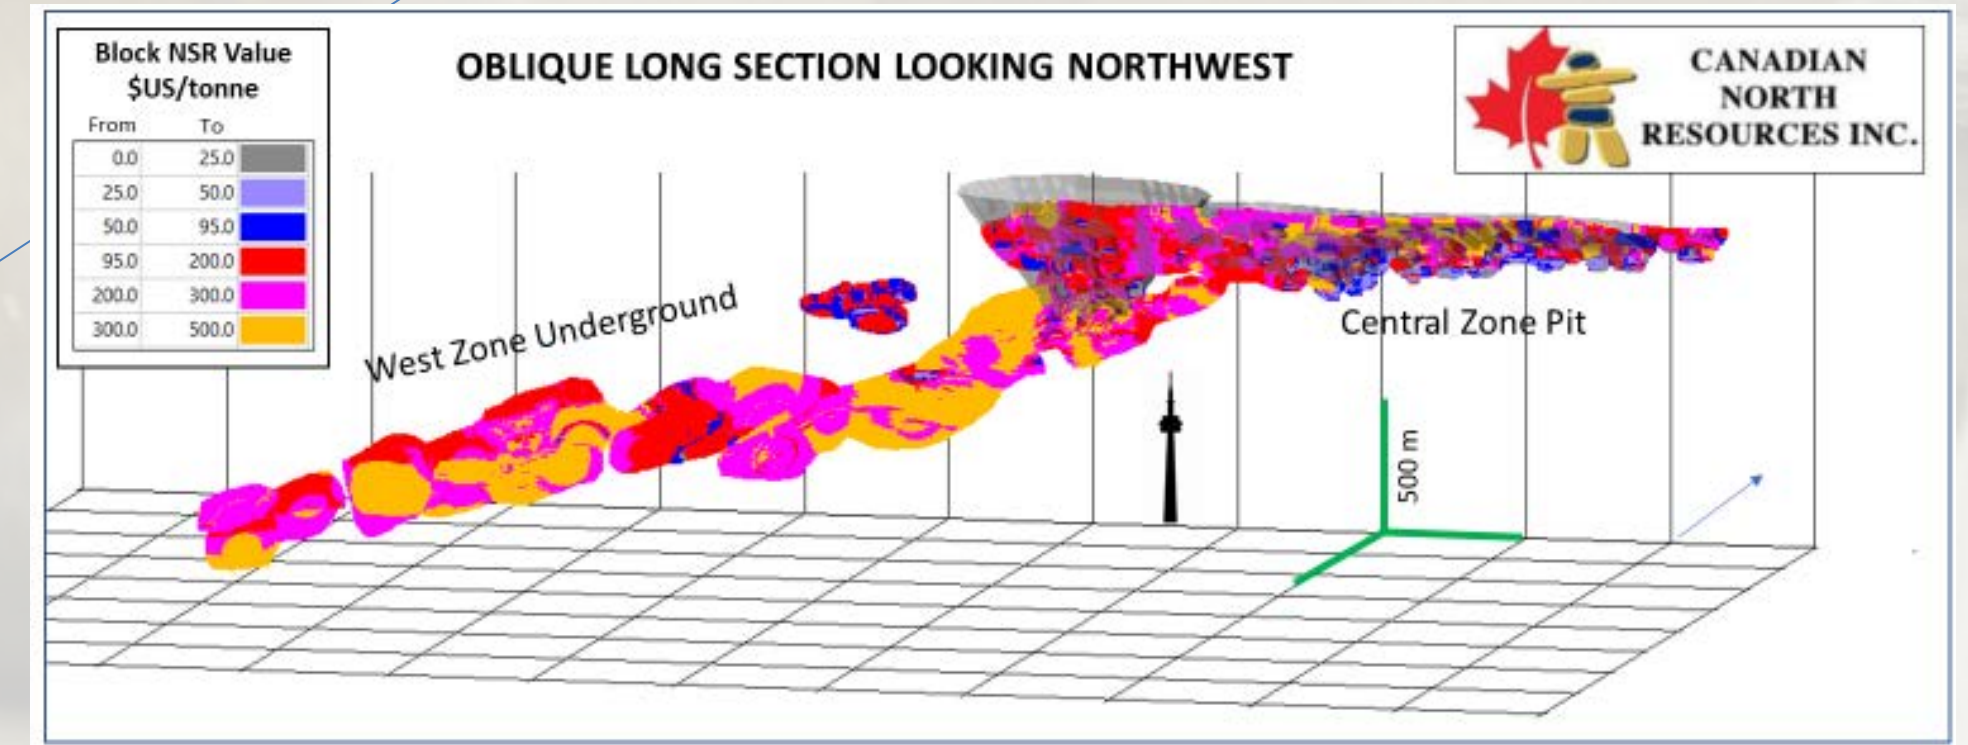 Block NSR Value
$US/tonne
From To
0.0 25.0
25.0 50.0
50.0 95.0
95.0 200.0
200.0 300.0
300.0 500.0
OBLIQUE LONG SECTION LOOKING NORTHWEST
CANADIAN
NORTH
RESOURCES INC.
West Zone Underground
Central Zone Pit
500 m